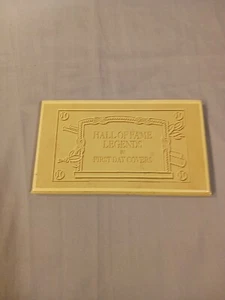 HALL OF FAME
LEGENDS
FIRST DAY COVERS